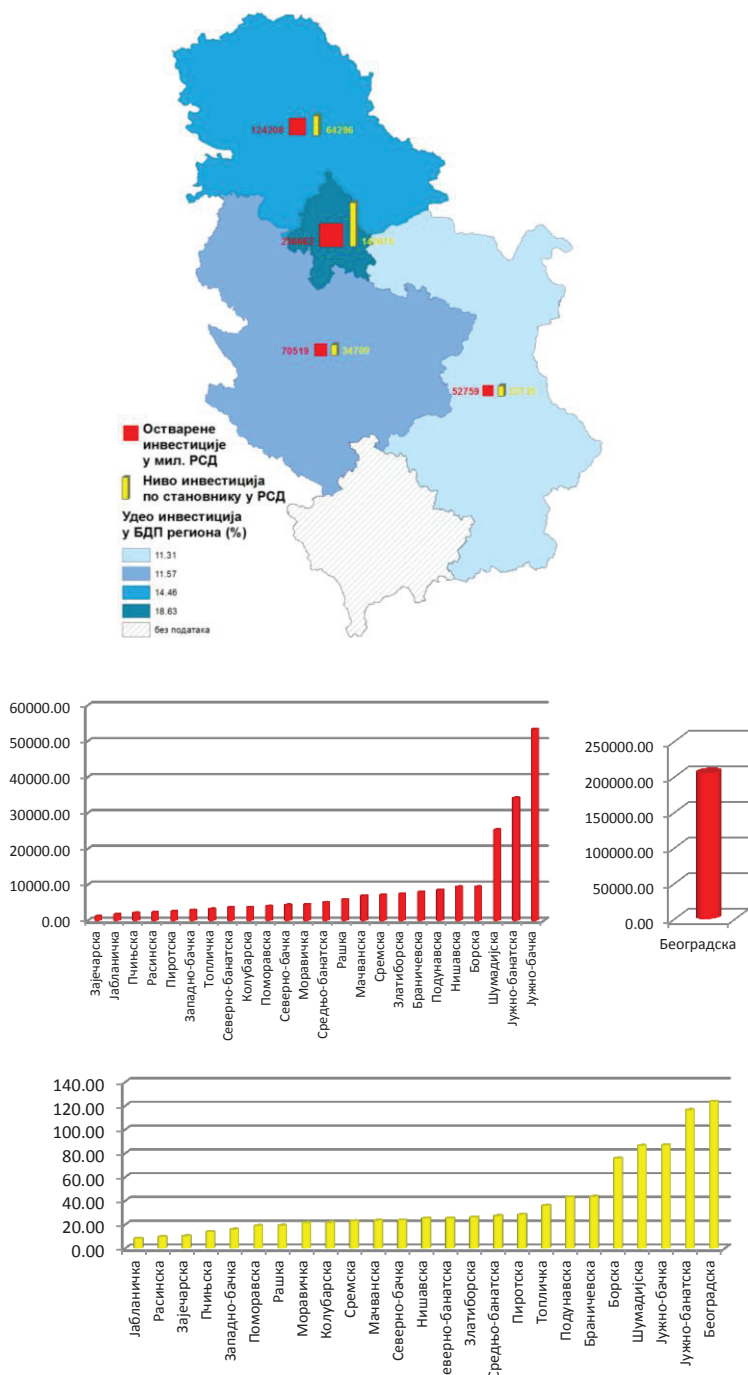 124208 64296
70519 34709
52759
Остварене
инвестиције
у мил. РСД
Ниво инвестиција
по становнику у РСД
Удео инвестиција
у БДП региона (%)
11.31
11.57
14.46
18.63
без података
60000.00
50000.00
40000.00
30000.00
20000.00
10000.00
0.00
Зајечарска
Јабланичка
Пчињска
Расинска
Пиротска
Западно-бачка
Топличка
Северно-банатска
Колубарска
Поморавска
Северно-бачка
Моравичка
Средњо-банатска
Рашка
Мачванска
Сремска
Златиборска
Браничевска
Подунавска
Нишавска
Борска
Шумадијска
Јужно-банатска
Јужно-бачка
250000.00
200000.00
150000.00
100000.00
50000.00
0.00
Београдска
140.00
120.00
100.00
80.00
60.00
40.00
20.00
0.00
Јабланичка
Расинска
Зајечарска
Пчињска
Западно-бачка
Поморавска
Рашка
Моравичка
Колубарска
Сремска
Мачванска
Северно-бачка
Нишавска
еверно-банатска
Златиборска
Средњо-банатска
Пиротска
Топличка
Подунавска
Браничевска
Борска
Шумадијска
Јужно-бачка
Јужно-банатска
Београдска